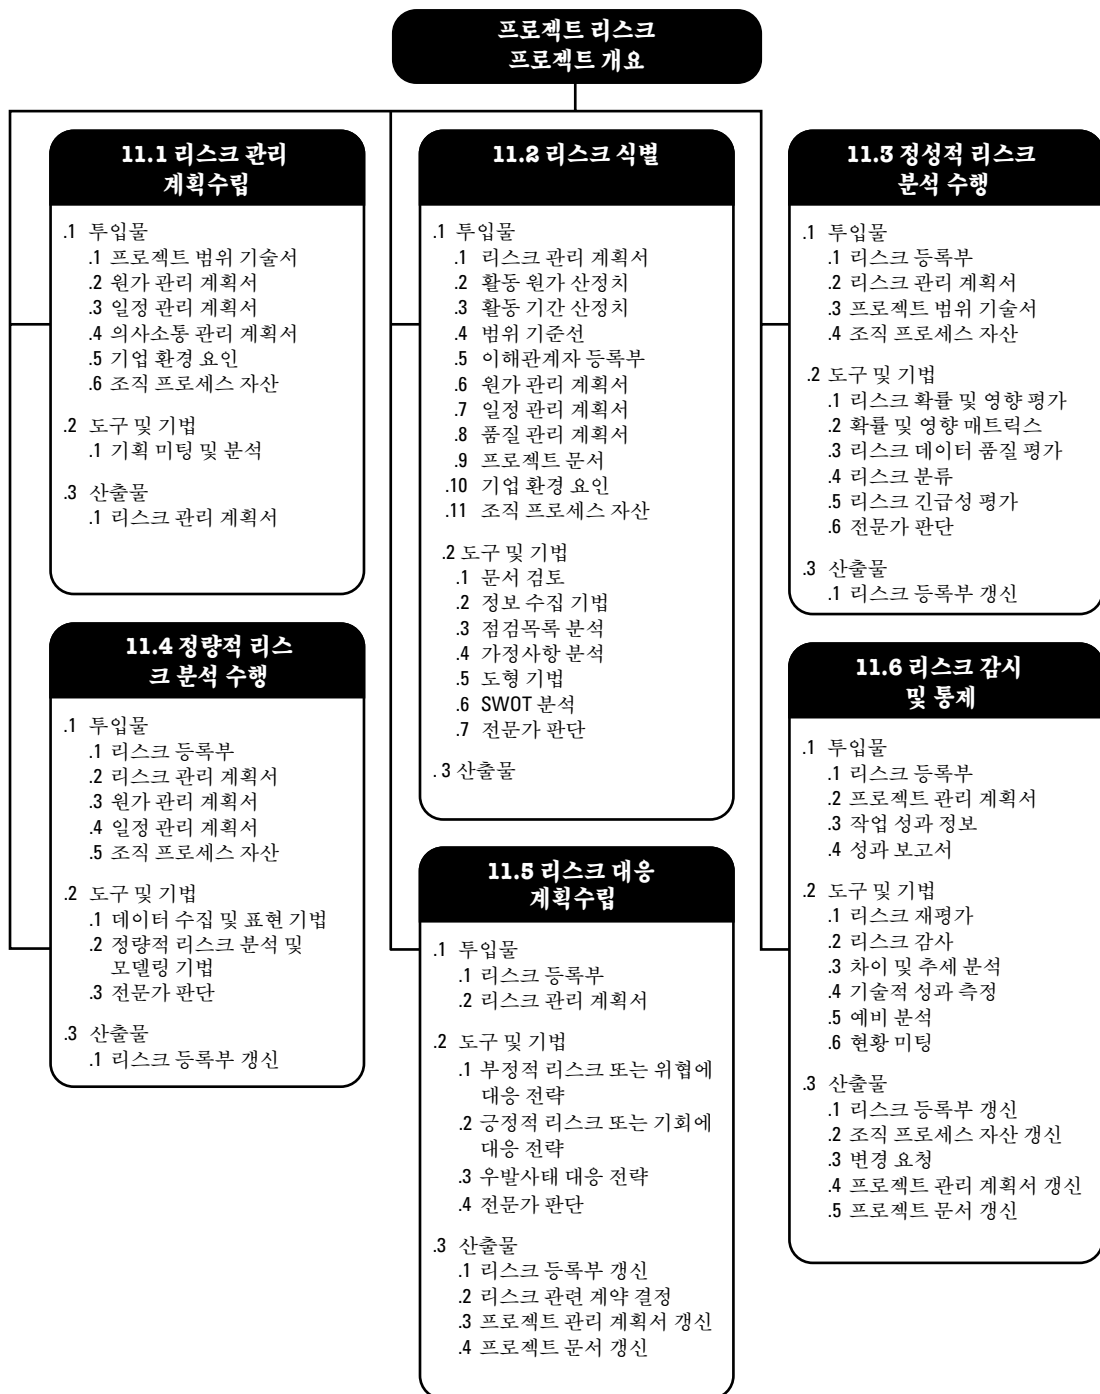 프로젝트 리스크
프로젝트 개요
11.1 리스크 관리
계획수립
.1 투입물
.1 프로젝트 범위 기술서
.2 원가 관리 계획서
.3 일정 관리 계획서
.4 의사소통 관리 계획서
.5 기업 환경 요인
.6 조직 프로세스 자산
.2 도구 및 기법
.1 기획 미팅 및 분석
.3 산출물
.1 리스크 관리 계획서
11.2 리스크 식별
.1 투입물
.1 리스크 관리 계획서
.2 활동 원가 산정치
.3 활동 기간 산정치
.4 범위 기준선
.5 이해관계자 등록부
.6 원가 관리 계획서
.7 일정 관리 계획서
.8 품질 관리 계획서
.9 프로젝트 문서
.10 기업 환경 요인
.11 조직 프로세스 자산
.2 도구 및 기법
.1 문서 검토
.2 정보 수집 기법
.3 점검목록 분석
.4 가정사항 분석
.5 도형 기법
.6 SWOT 분석
.7 전문가 판단
. 3 산출물
11.3 정성적 리스크
분석 수행
.1 투입물
.1 리스크 등록부
.2 리스크 관리 계획서
.3 프로젝트 범위 기술서
.4 조직 프로세스 자산
.2 도구 및 기법
.1 리스크 확률 및 영향 평가
.2 확률 및 영향 매트릭스
.3 리스크 데이터 품질 평가
.4 리스크 분류
.5 리스크 긴급성 평가
.6 전문가 판단
.3 산출물
.1 리스크 등록부 갱신
11.4 정량적 리스
크 분석 수행
.1 투입물
.1 리스크 등록부
.2 리스크 관리 계획서
.3 원가 관리 계획서
.4 일정 관리 계획서
.5 조직 프로세스 자산
.2 도구 및 기법
.1 데이터 수집 및 표현 기법
.2 정량적 리스크 분석 및
모델링 기법
.3 전문가 판단
.3 산출물
.1 리스크 등록부 갱신
11.5 리스크 대응
계획수립
.1 투입물
.1 리스크 등록부
.2 리스크 관리 계획서
.2 도구 및 기법
.1 부정적 리스크 또는 위협에
대응 전략
.2 긍정적 리스크 또는 기회에
대응 전략
.3 우발사태 대응 전략
.4 전문가 판단
.3 산출물
.1 리스크 등록부 갱신
.2 리스크 관련 계약 결정
.3 프로젝트 관리 계획서 갱신
.4 프로젝트 문서 갱신
11.6 리스크 감시
및 통제
.1 투입물
.1 리스크 등록부
.2 프로젝트 관리 계획서
.3 작업 성과 정보
.4 성과 보고서
.2 도구 및 기법
.1 리스크 재평가
.2 리스크 감사
.3 차이 및 추세 분석
.4 기술적 성과 측정
.5 예비 분석
.6 현황 미팅
.3 산출물
.1 리스크 등록부 갱신
.2 조직 프로세스 자산 갱신
.3 변경 요청
.4 프로젝트 관리 계획서 갱신
.5 프로젝트 문서 갱신